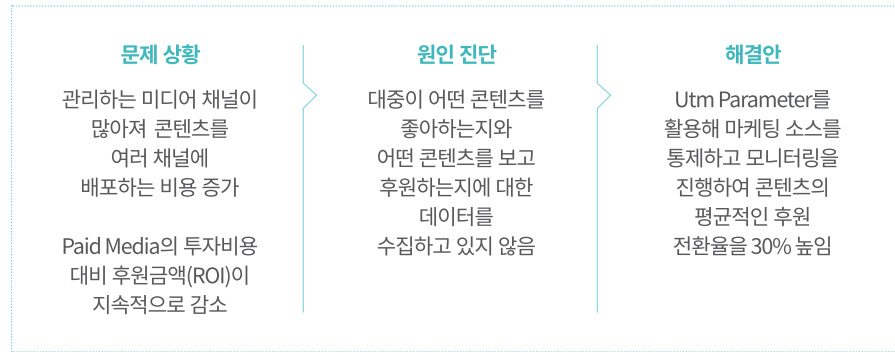 문제 상황
관리하는 미디어 채널이
많아져 콘텐츠를
여러 채널에
배포하는 비용 증가
Paid Media의 투자비용
대비 후원금액(ROI)이
지속적으로 감소
원인 진단
대중이 어떤 콘텐츠를
좋아하는지와
어떤 콘텐츠를 보고
후원하는지에 대한
데이터를
수집하고 있지 않음
해결안
Utm Parameter를
활용해 마케팅 소스를
통제하고 모니터링을
진행하여 콘텐츠의
평균적인 후원
전환율을 30% 높임